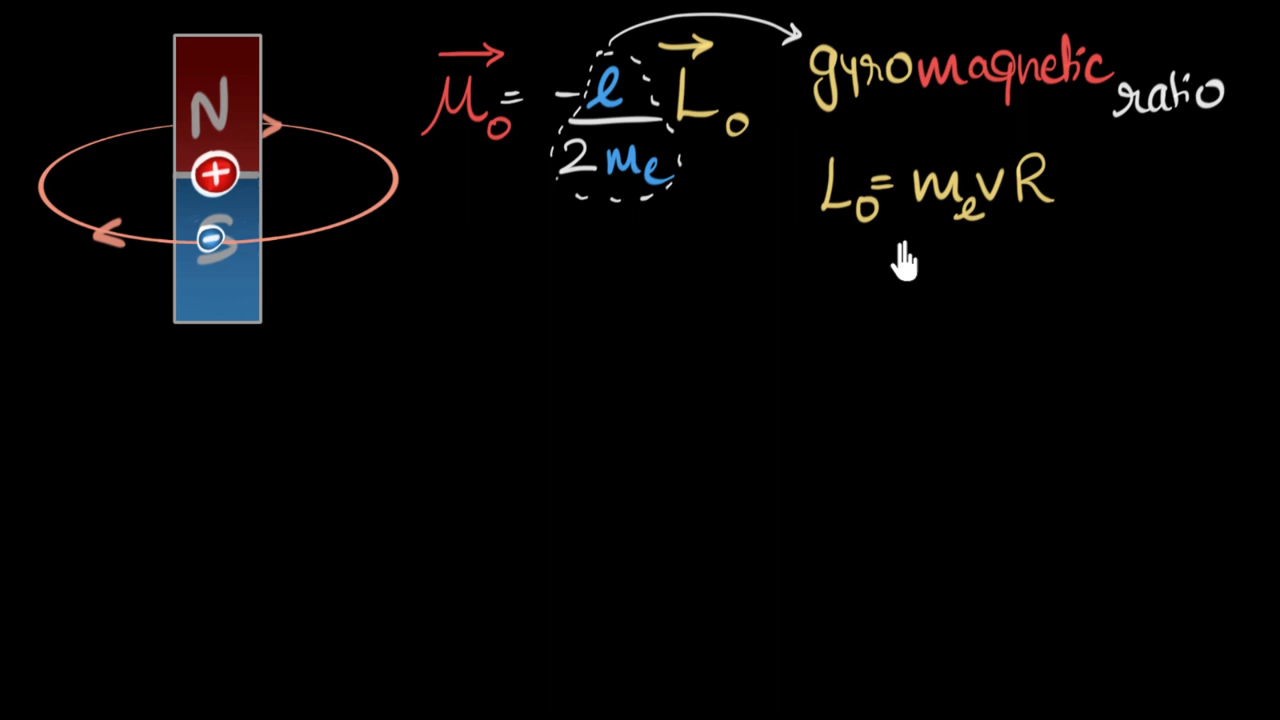 N
+
-
S
μ₀ = - e / 2mₑ L₀
gyromagnetic ratio
L₀ = mₑvR